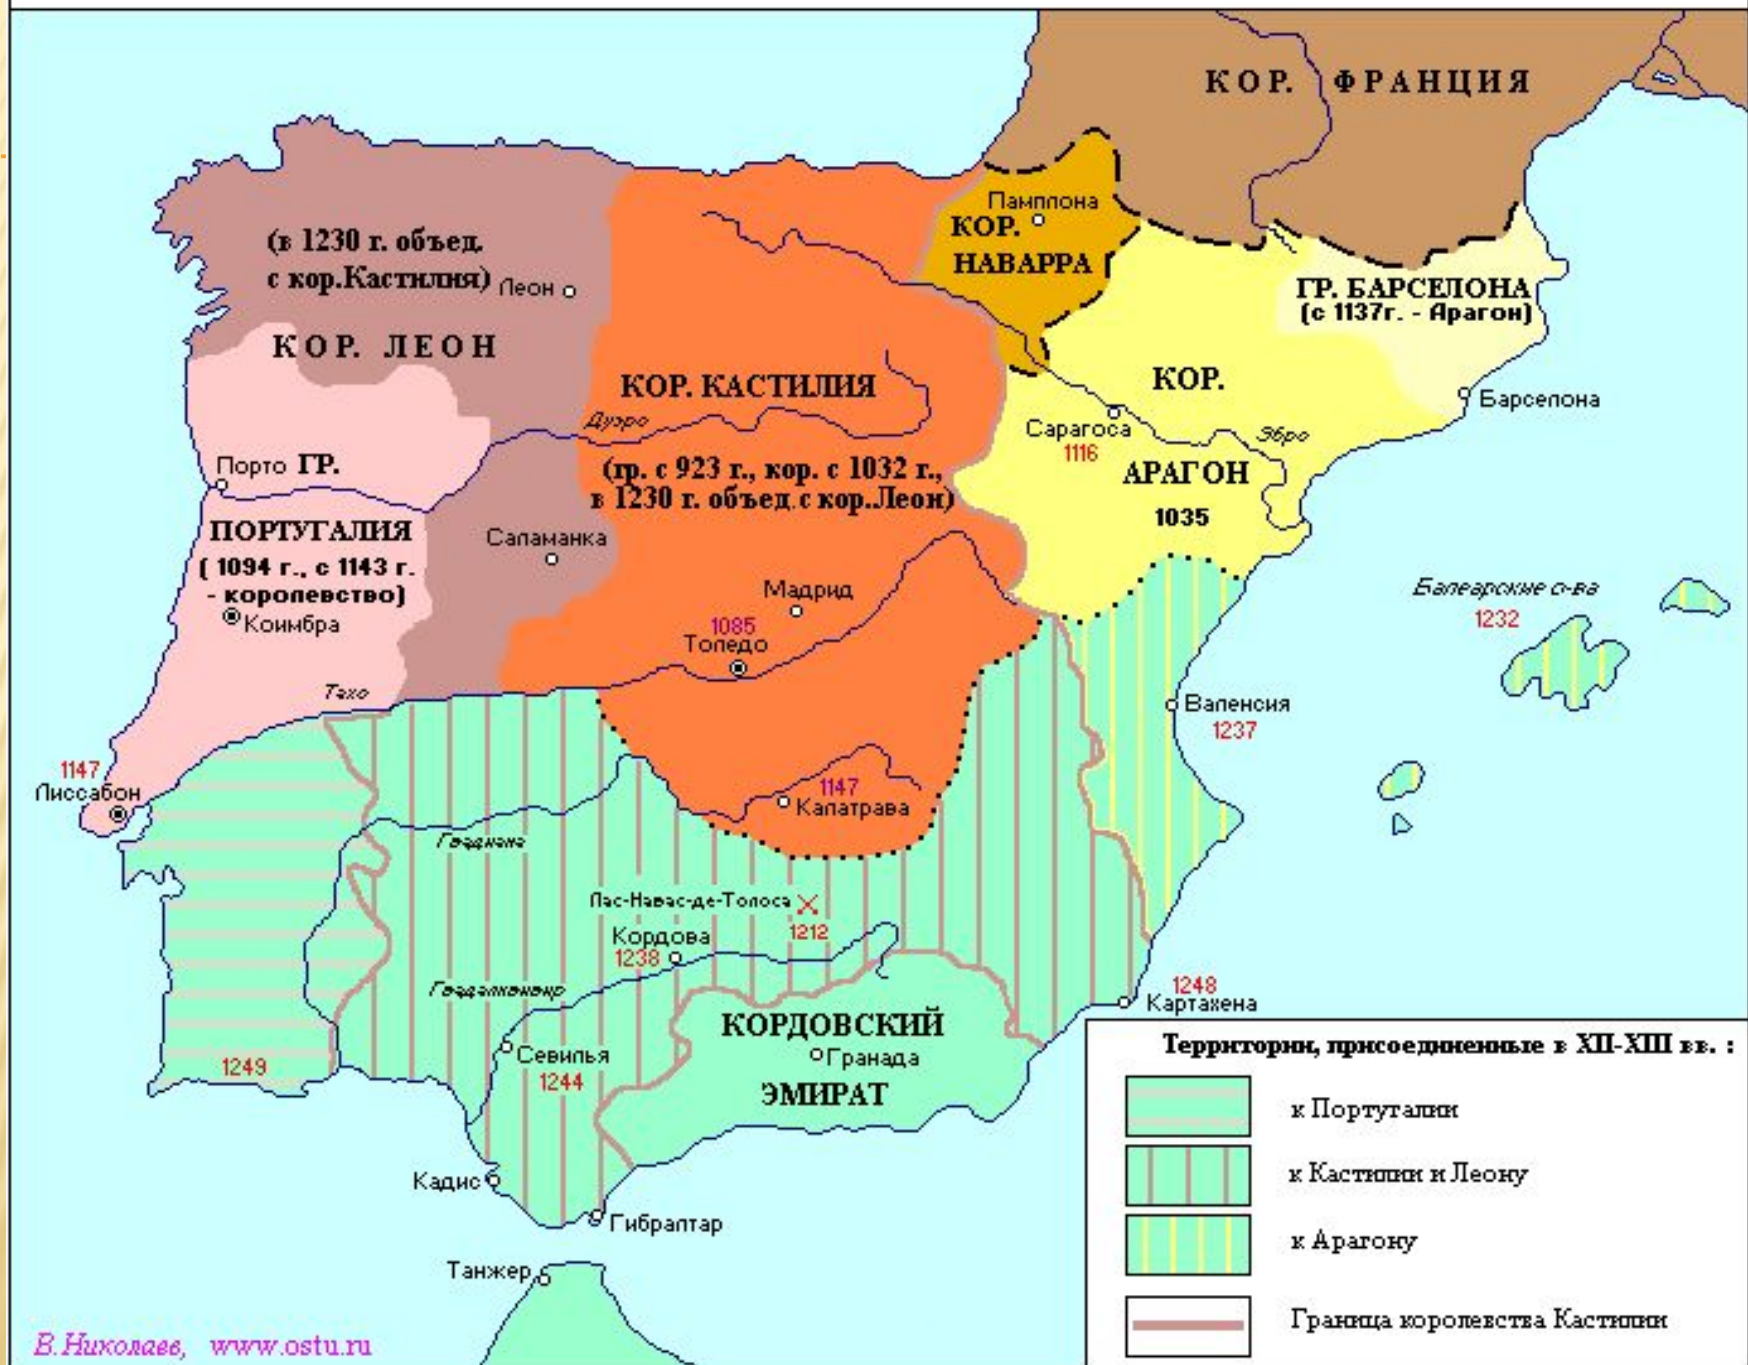 КОР. ФРАНЦИЯ
Памплона
КОР.
НАВАРРА
(в 1230 г. объед.
с кор.Кастилия)
Леон
КОР. ЛЕОН
ГР. БАРСЕЛОНА
(с 1137г. - Арагон)
КОР. КАСТИЛИЯ
Дуэро
КОР.
Барселона
Сарагоса
1116
Эбро
АРАГОН
1035
(гр. с 923 г., кор. с 1032 г.,
в 1230 г. объед.с кор..Леон)
Порто ГР.
ПОРТУГАЛИЯ
( 1094 г., с 1143 г.
- королевство)
Коимбра
Саламанка
Мадрид
1085
Толедо
Балеарские о-ва
1232
Тахо
Валенсия
1237
1147
Лиссабон
1147
Калатрава
Гвадиана
Лас-Навас-де-Толоса
1212
Кордова
1238
Гвадалквивир
1248
Картахена
КОРДОВСКИЙ
Гранада
ЭМИРАТ
Севилья
1244
1249
Кадис
Гибралтар
Танжер
Территории, присоединенные в XII-XIII вв. :
к Португалии
к Кастилии и Леону
к Арагону
Граница королевства Кастилии
В.Николаев, www.ostu.ru